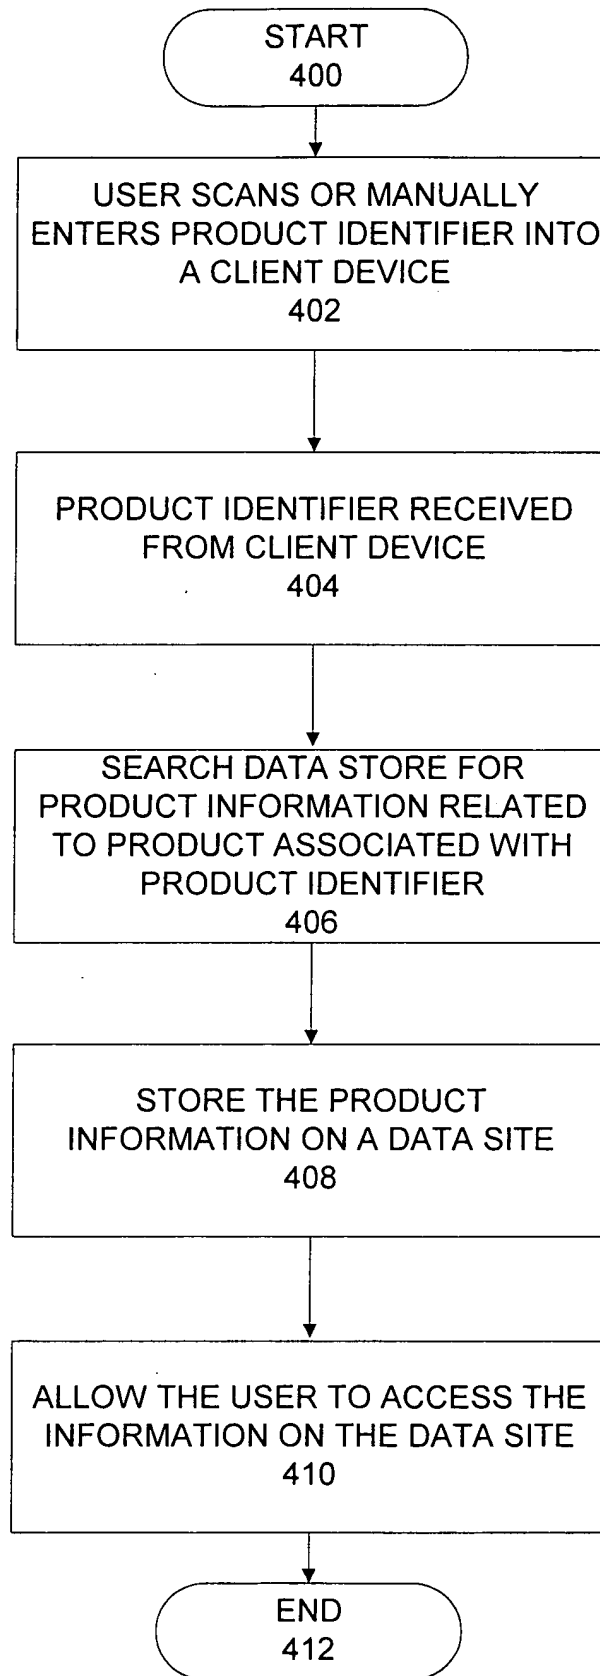 START
400
USER SCANS OR MANUALLY
ENTERS PRODUCT IDENTIFIER INTO
A CLIENT DEVICE
402
PRODUCT IDENTIFIER RECEIVED
FROM CLIENT DEVICE
404
SEARCH DATA STORE FOR
PRODUCT INFORMATION RELATED
TO PRODUCT ASSOCIATED WITH
PRODUCT IDENTIFIER
406
STORE THE PRODUCT
INFORMATION ON A DATA SITE
408
ALLOW THE USER TO ACCESS THE
INFORMATION ON THE DATA SITE
410
END
412